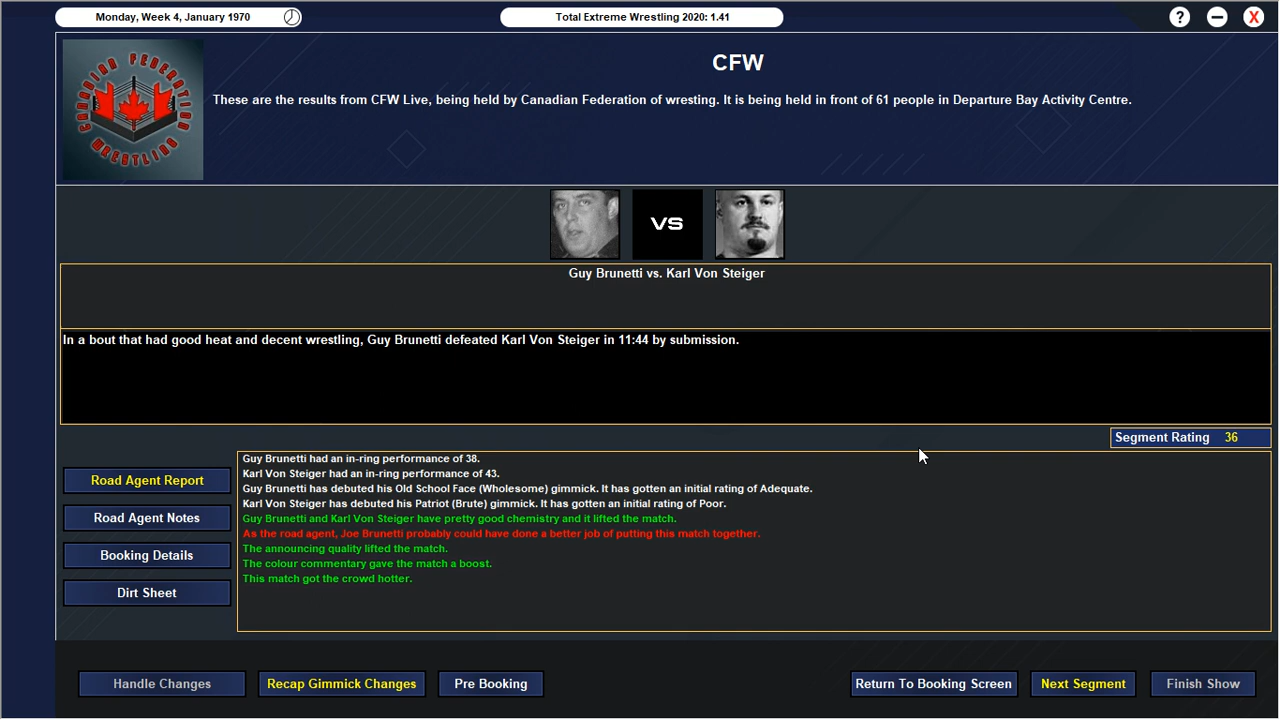 Monday, Week 4, January 1970
Total Extreme Wrestling 2020: 1.41
?
X
CANADIAN FEDERATION
WRESTLING
CFW
These are the results from CFW Live, being held by Canadian Federation of wresting. It is being held in front of 61 people in Departure Bay Activity Centre.
VS
Guy Brunetti vs. Karl Von Steiger
In a bout that had good heat and decent wrestling, Guy Brunetti defeated Karl Von Steiger in 11:44 by submission.
Segment Rating 36
Road Agent Report
Road Agent Notes
Booking Details
Dirt Sheet
Guy Brunetti had an in-ring performance of 38.
Karl Von Steiger had an in-ring performance of 43.
Guy Brunetti has debuted his Old School Face (Wholesome) gimmick. It has gotten an initial rating of Adequate.
Karl Von Steiger has debuted his Patriot (Brute) gimmick. It has gotten an initial rating of Poor.
Guy Brunetti and Karl Von Steiger have pretty good chemistry and it lifted the match.
As the road agent, Joe Brunetti probably could have done a better job of putting this match together.
The announcing quality lifted the match.
The colour commentary gave the match a boost.
This match got the crowd hotter.
Handle Changes
Recap Gimmick Changes
Pre Booking
Return To Booking Screen
Next Segment
Finish Show